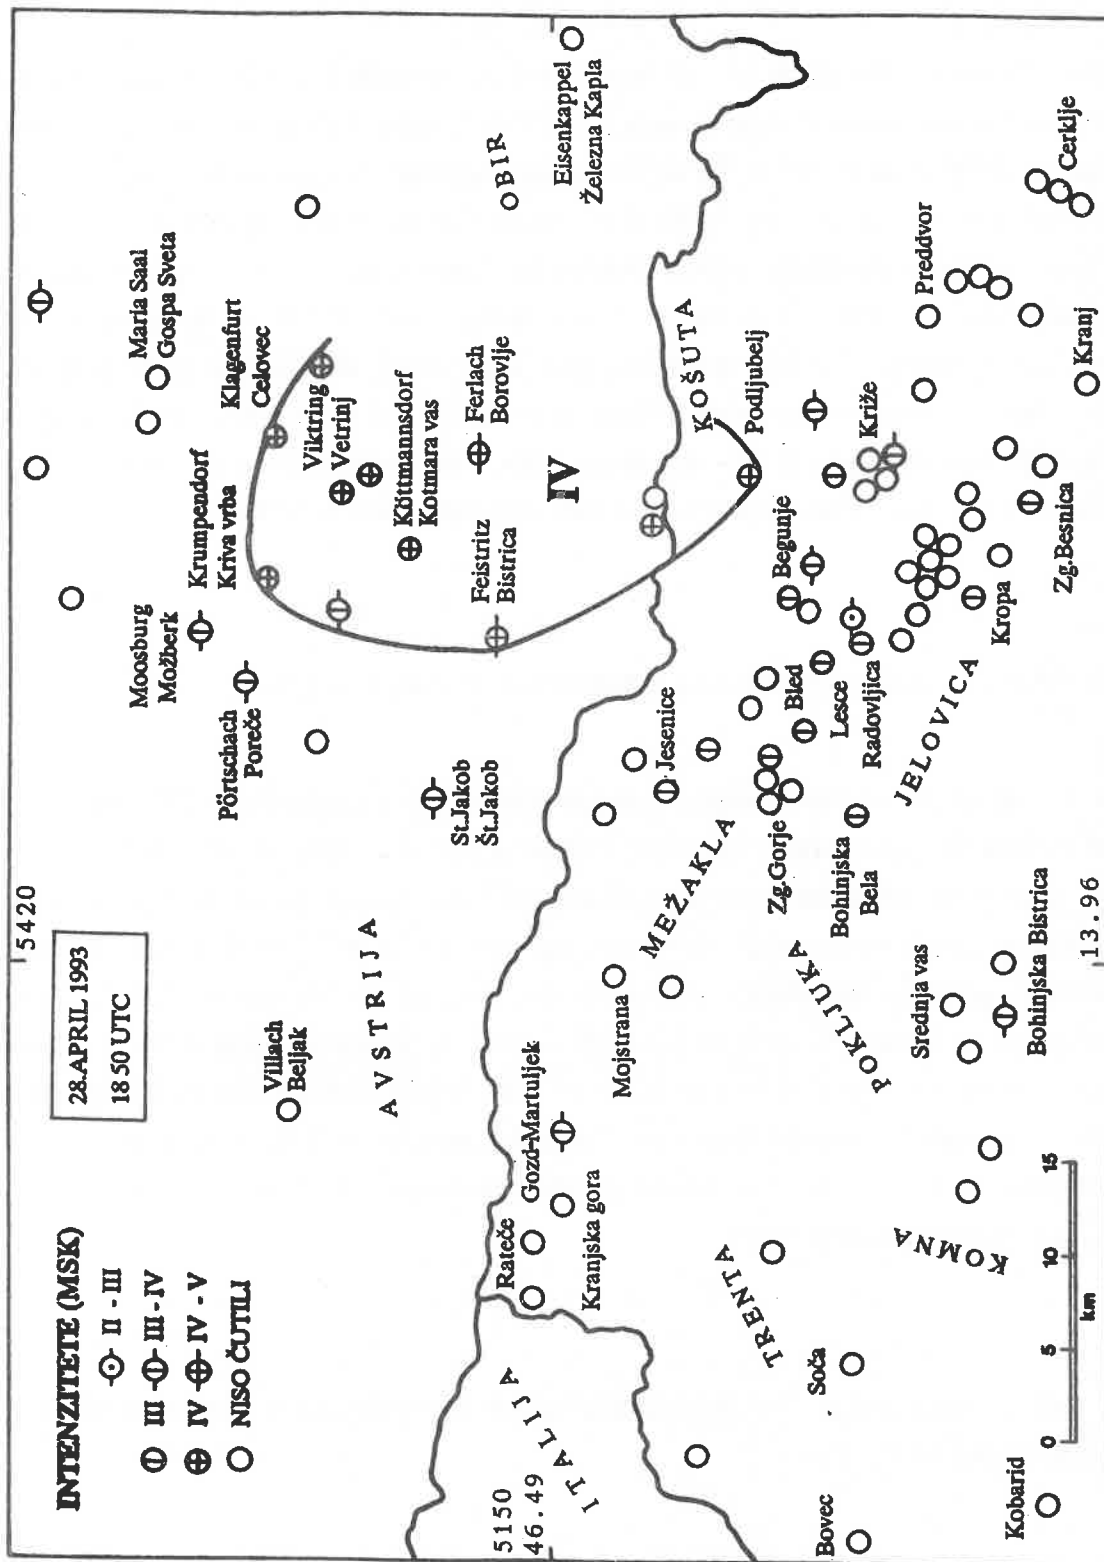 INTENZITETE (MSK)
II - III
III
III - IV
IV
IV - V
NISO ČUTILI
28.APRIL 1993
18 50 UTC
5420
Maria Saal
Gospa Sveta
Moosburg
Možberk
Krumpendorf
Kriva vrba
Klagenfurt
Celovec
Pörtschach
Poreče
Viktring
Vetrinj
Villach
Beljak
Köttmannsdorf
Kotmara vas
AVSTRIJA
St.Jakob
Št.Jakob
Feistritz
Bistrica
Ferlach
Borovlje
OBIR
Eisenkappel
Železna Kapla
IV
5150
46.49
ITALIJA
Rateče
Gozd-Martuljek
Kranjska gora
Mojstrana
Jesenice
KOŠUTA
MEŽAKLA
Podljubelj
Begunje
Bled
Zg.Gorje
Lesce
Radovljica
Križe
Preddvor
Bohinjska
Bela
TRENTA
Soča
Bovec
POKLJUKA
JELOVICA
Srednja vas
KOMNA
Kropa
Bohinjska Bistrica
Zg.Besnica
Kranj
Cerklje
Kobarid
0
5
10
15
km
13.96